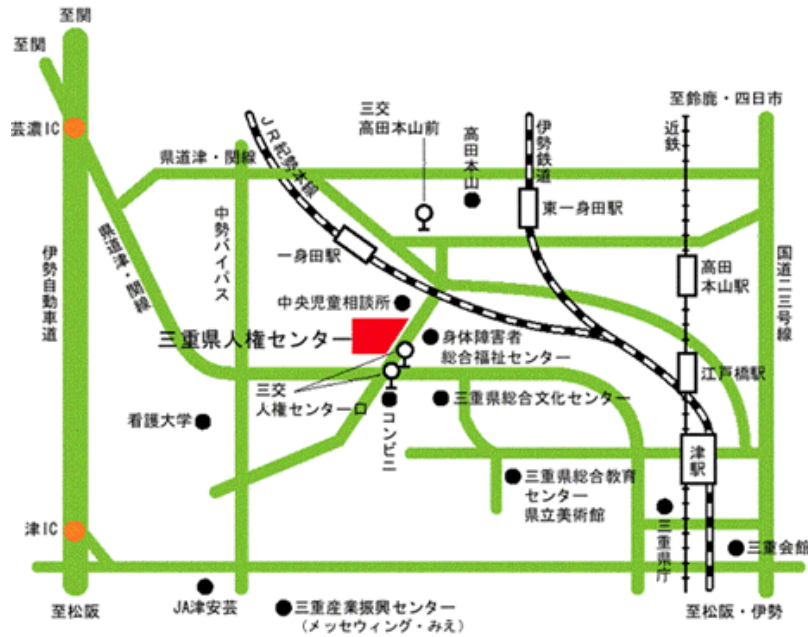 至関
至関
芸濃IC
県道津・関線
伊勢自動車道
津IC
至松阪
県道津・関線
中勢バイパス
JR紀勢本線
三交
高田本山前
高田本山
伊勢鉄道
近鉄
至鈴鹿・四日市
東一身田駅
一身田駅
高田
本山駅
国道二三号線
中央児童相談所
三重県人権センター
身体障害者
総合福祉センター
江戸橋駅
三交
人権センター口
看護大学
コンビニ
三重県総合文化センター
津駅
三重県総合教育
センター
県立美術館
三重県庁
三重会館
JA津安芸
三重産業振興センター
(メッセウィング・みえ)
至松阪・伊勢